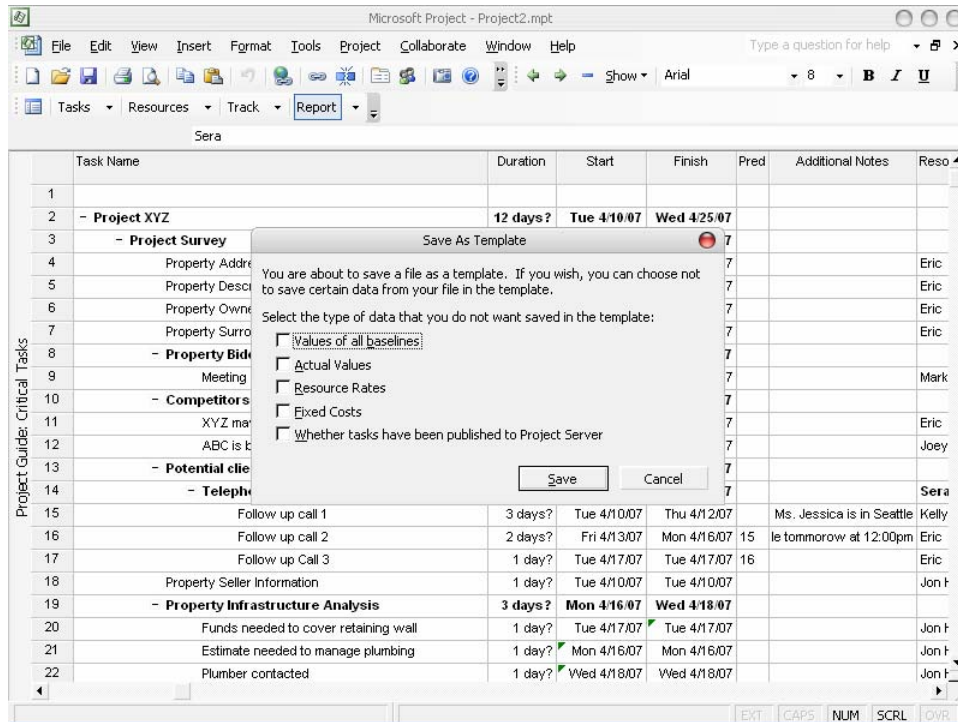 Microsoft Project - Project2.mpt
File Edit View Insert Format Tools Project Collaborate Window Help Type a question for help
Show Arial 8 B I U
Tasks Resources Track Report
Sera
Task Name Duration Start Finish Pred Additional Notes Reso
1
2 - Project XYZ 12 days? Tue 4/10/07 Wed 4/25/07
3 - Project Survey 7
4 Property Addre 7 Eric
5 Property Descr 7 Eric
6 Property Owne 7 Eric
7 Property Surro 7 Eric
8 - Property Bidd 7
9 Meeting 7 Mark
10 - Competitors 7
11 XYZ may 7 Eric
12 ABC is b 7 Joey
13 - Potential clie 7
14 - Telepho 7 Sera
15 Follow up call 1 3 days? Tue 4/10/07 Thu 4/12/07 Ms. Jessica is in Seattle Kelly
16 Follow up call 2 2 days? Fri 4/13/07 Mon 4/16/07 15 le tommorow at 12:00pm Eric
17 Follow up Call 3 1 day? Tue 4/17/07 Tue 4/17/07 16 Eric
18 Property Seller Information 1 day? Tue 4/10/07 Tue 4/10/07 Jon H
19 - Property Infrastructure Analysis 3 days? Mon 4/16/07 Wed 4/18/07
20 Funds needed to cover retaining wall 1 day? Tue 4/17/07 Tue 4/17/07 Jon H
21 Estimate needed to manage plumbing 1 day? Mon 4/16/07 Mon 4/16/07 Jon H
22 Plumber contacted 1 day? Wed 4/18/07 Wed 4/18/07 Jon H
Project Guide: Critical Tasks
Save As Template
You are about to save a file as a template. If you wish, you can choose not
to save certain data from your file in the template.
Select the type of data that you do not want saved in the template:
Values of all baselines
Actual Values
Resource Rates
Fixed Costs
Whether tasks have been published to Project Server
Save Cancel
EXT CAPS NUM SCRL OVR